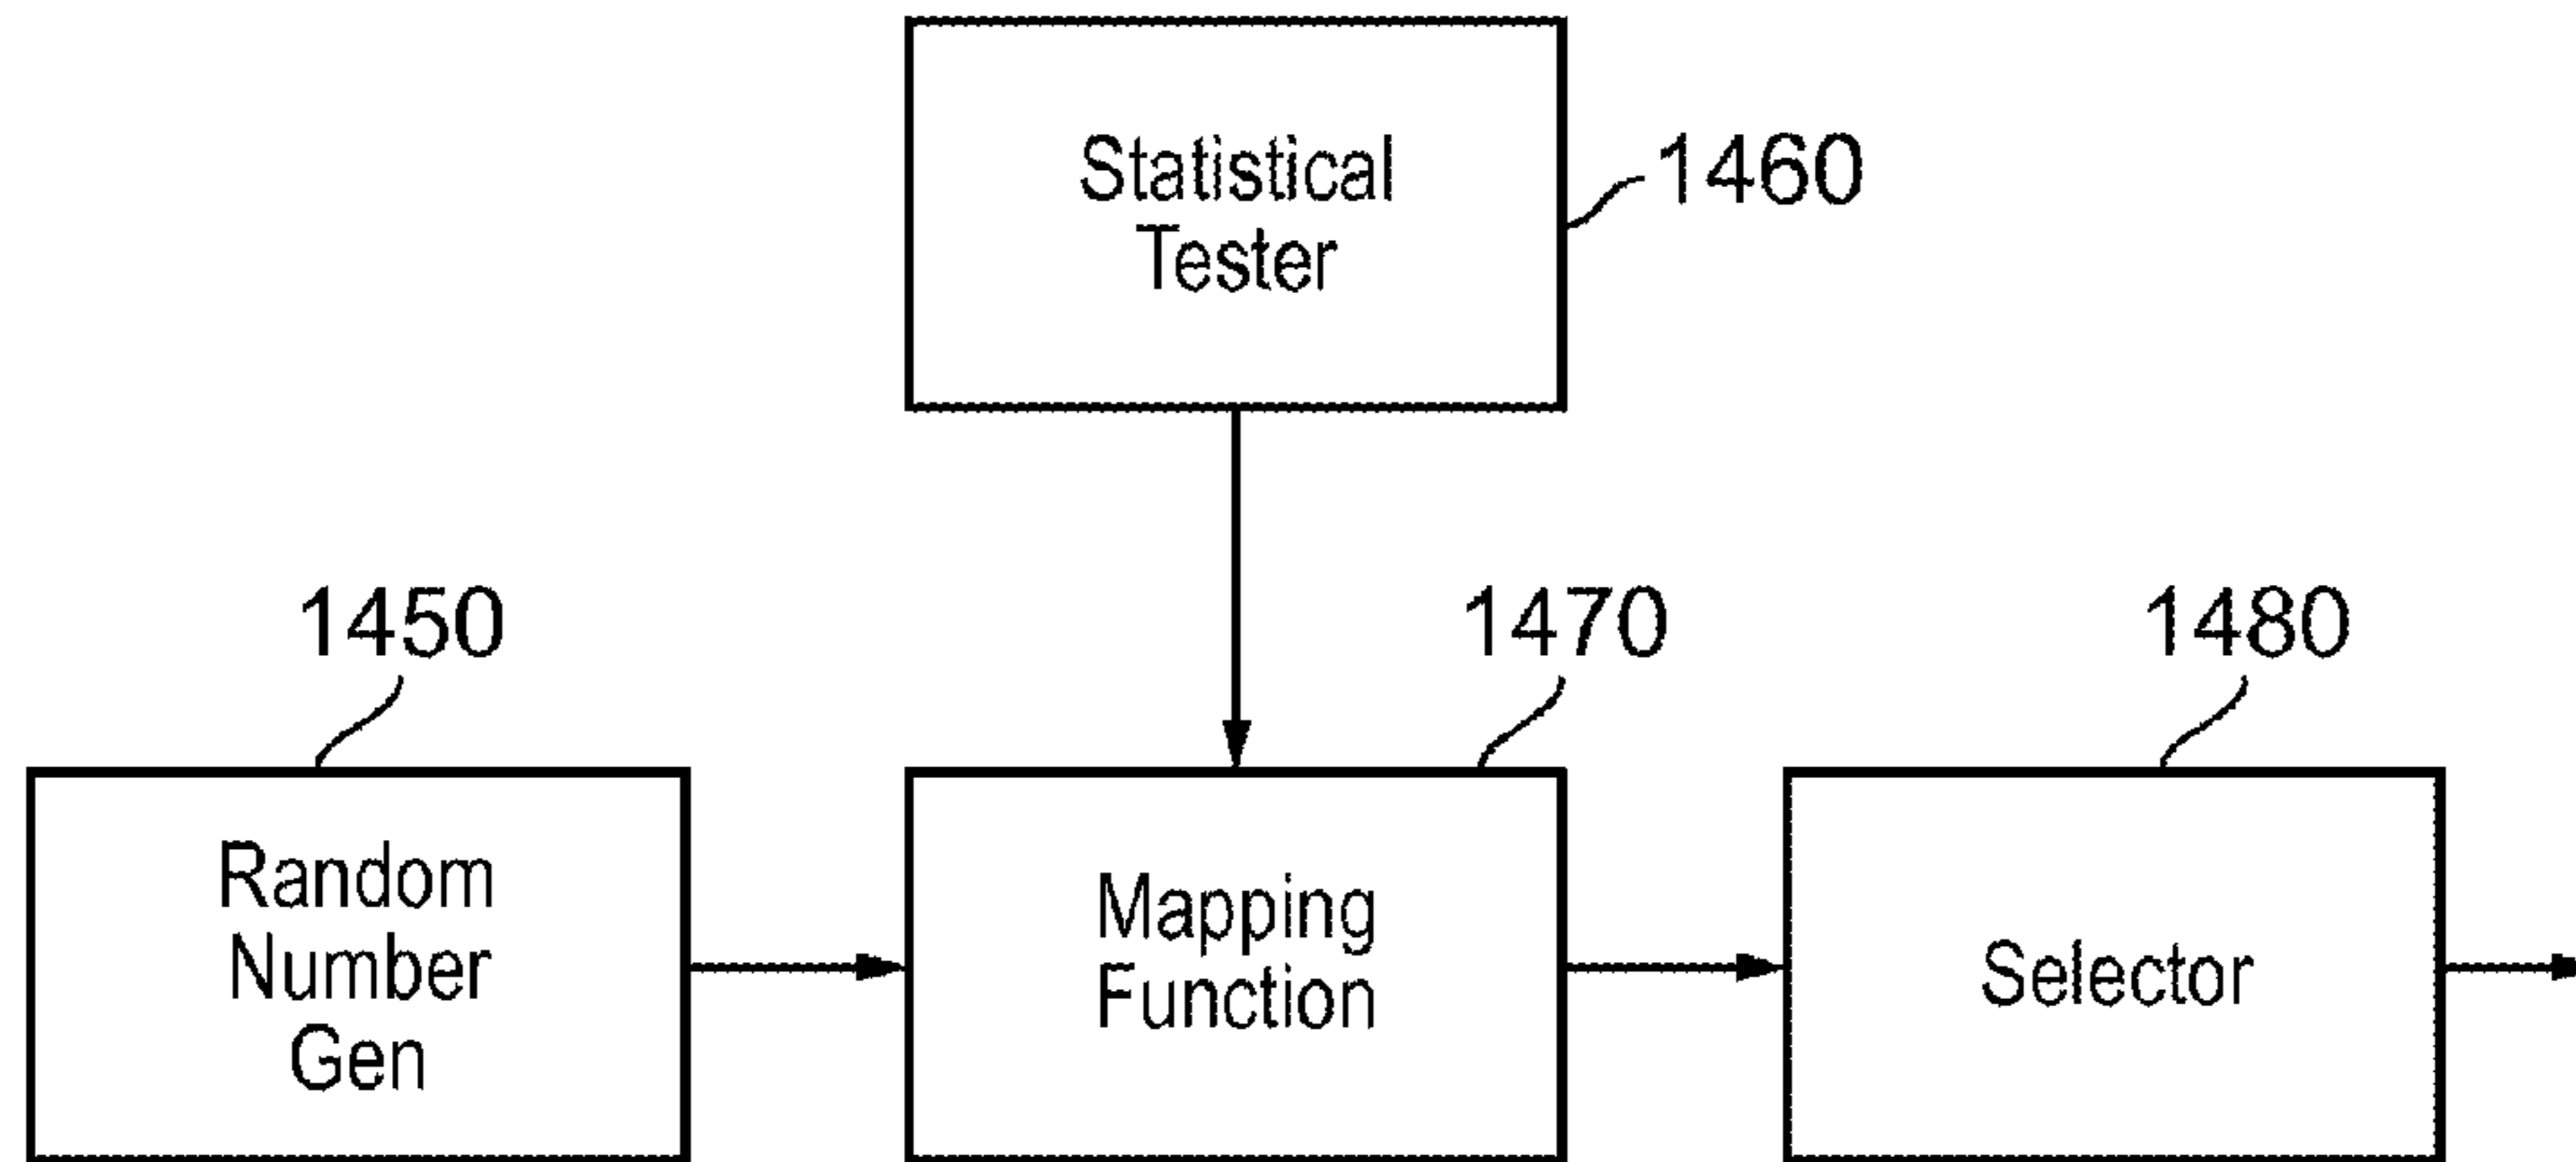 Statistical
Tester
1460
1450
1470
1480
Random
Number
Gen
Mapping
Function
Selector